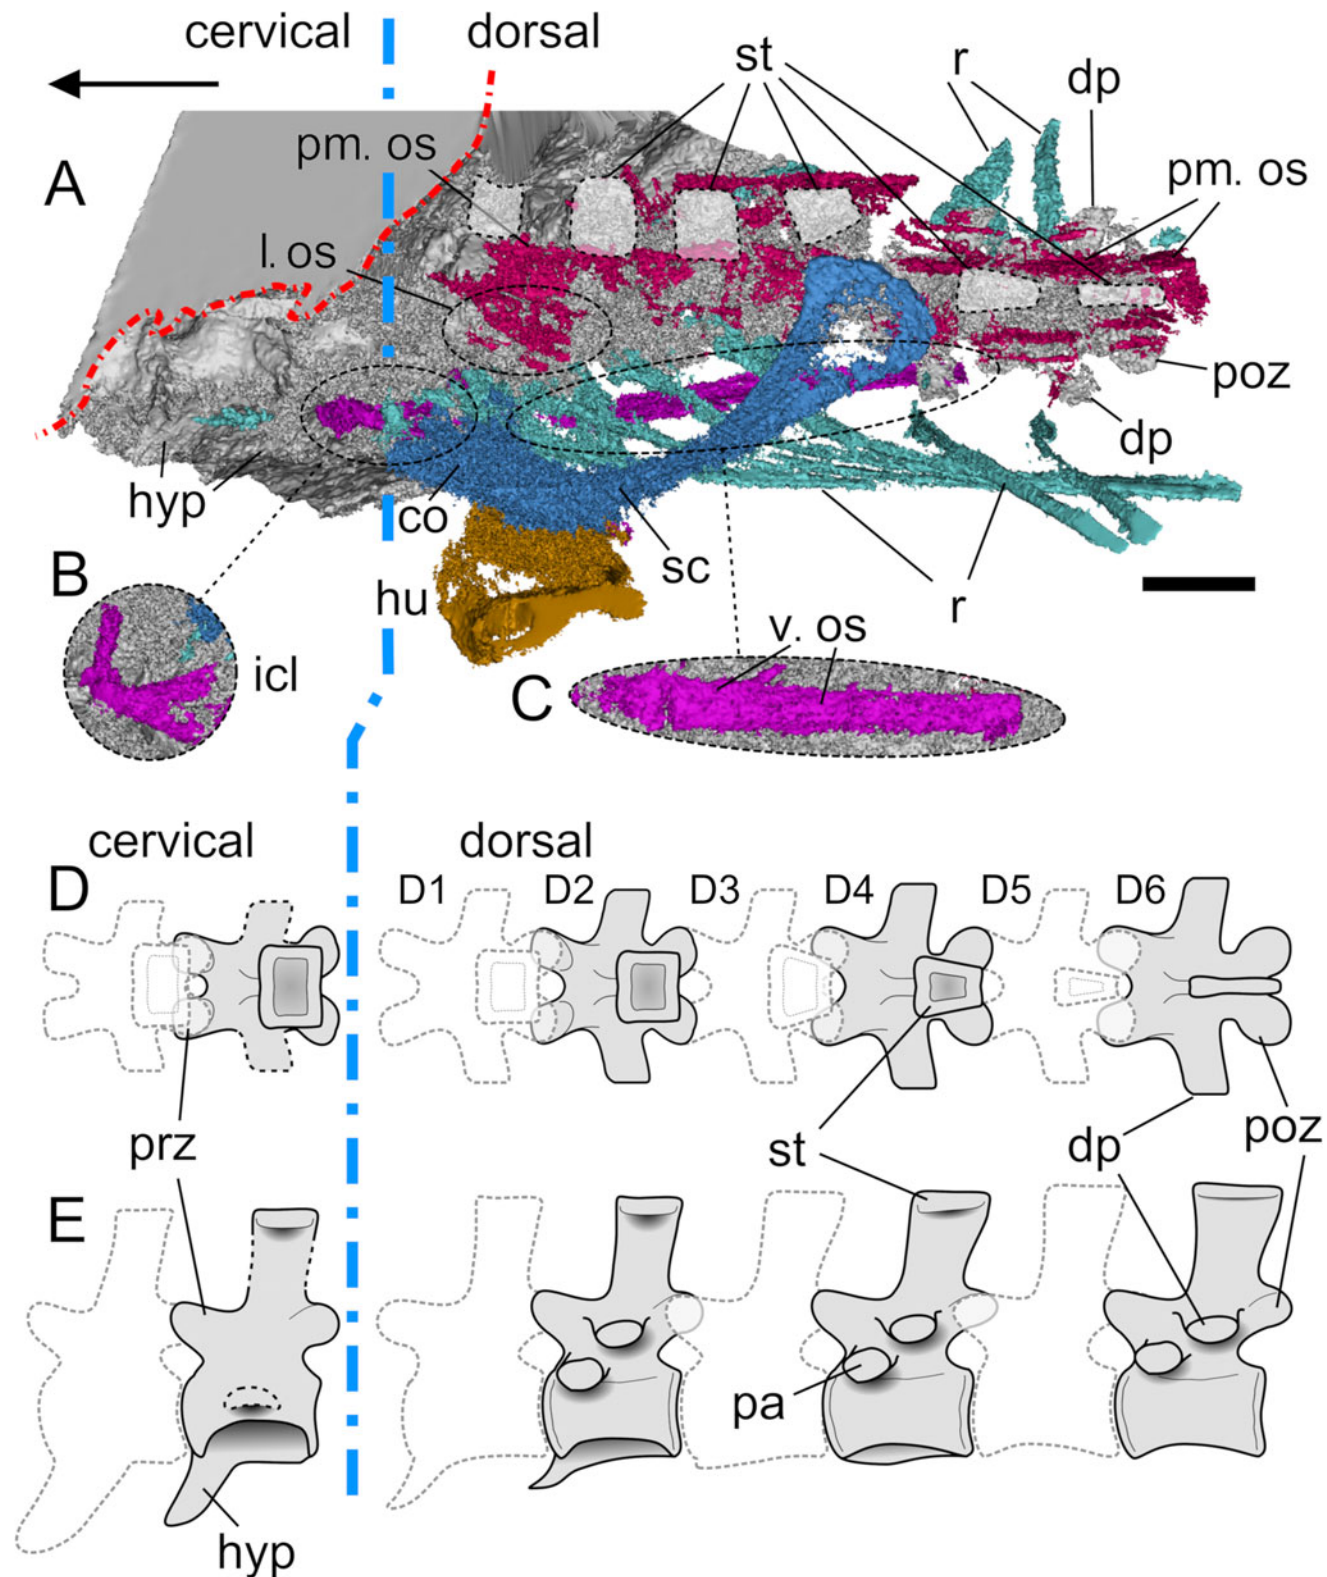 cervical dorsal
st
r
dp
A
pm. os
pm. os
l. os
poz
dp
hyp
co
sc
r
hu
B
icl
v. os
C
cervical dorsal
D
D1 D2 D3 D4 D5 D6
prz
st
dp
poz
E
pa
hyp